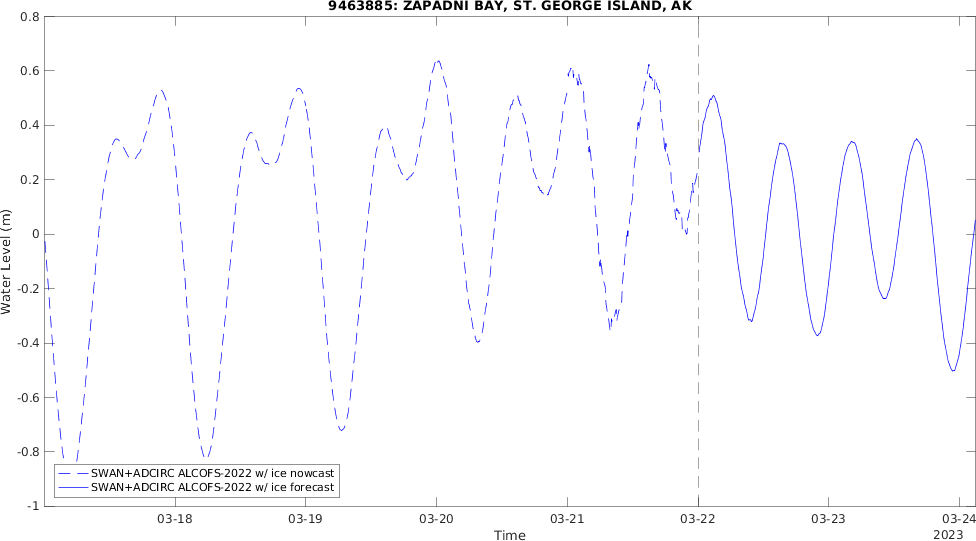 9463885: ZAPADNI BAY, ST. GEORGE ISLAND, AK
0.8
0.6
0.4
0.2
0
-0.2
-0.4
-0.6
-0.8
-1
Water Level (m)
SWAN+ADCIRC ALCOFS-2022 w/ ice nowcast
SWAN+ADCIRC ALCOFS-2022 w/ ice forecast
03-18 03-19 03-20 03-21 03-22 03-23 03-24
Time
2023